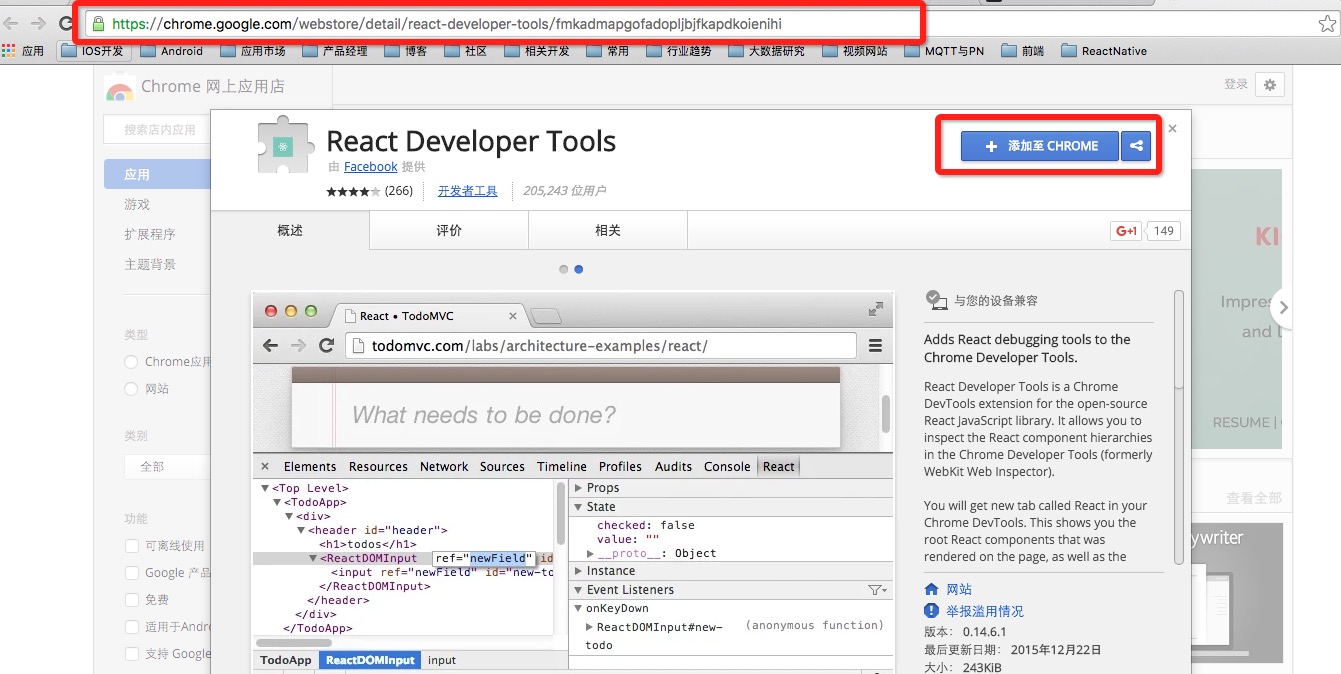 https://chrome.google.com/webstore/detail/react-developer-tools/fmkadmapgofadopljbjfkapdkoienihi
应用 IOS开发 Android 应用市场 产品经理 博客 社区 相关开发 常用 行业趋势 大数据研究 视频网站 MQTT与PN 前端 ReactNative
Chrome 网上应用店
登录
搜索店内应用
应用
游戏
扩展程序
主题背景
类型
Chrome应用
网站
类别
全部
功能
可离线使用
Google 产品
免费
适用于Andr
支持 Google
React Developer Tools
由 Facebook 提供
(266) 开发者工具 205,243 位用户
添加至 CHROME
概述 评价 相关
G+1 149
React • TodoMVC
todomvc.com/labs/architecture-examples/react/
What needs to be done?
Elements Resources Network Sources Timeline Profiles Audits Console React
<Top Level>
<TodoApp>
<div>
<header id="header">
<h1>todos</h1>
<ReactDOMInput ref="newField" id
<input ref="newField" id="new-to
</ReactDOMInput>
</header>
</div>
</TodoApp>
TodoApp ReactDOMInput input
Props
State
checked: false
value: ""
__proto__: Object
Instance
Event Listeners
onKeyDown
ReactDOMInput#new-todo (anonymous function)
与您的设备兼容
Adds React debugging tools to the
Chrome Developer Tools.
React Developer Tools is a Chrome
DevTools extension for the open-source
React JavaScript library. It allows you to
inspect the React component hierarchies
in the Chrome Developer Tools (formerly
WebKit Web Inspector).
You will get new tab called React in your
Chrome DevTools. This shows you the
root React components that was
rendered on the page, as well as the
网站
举报滥用情况
版本： 0.14.6.1
最后更新日期： 2015年12月22日
大小： 243KiB
KI
Impres
and D
RESUME |
查看全部
ywriter